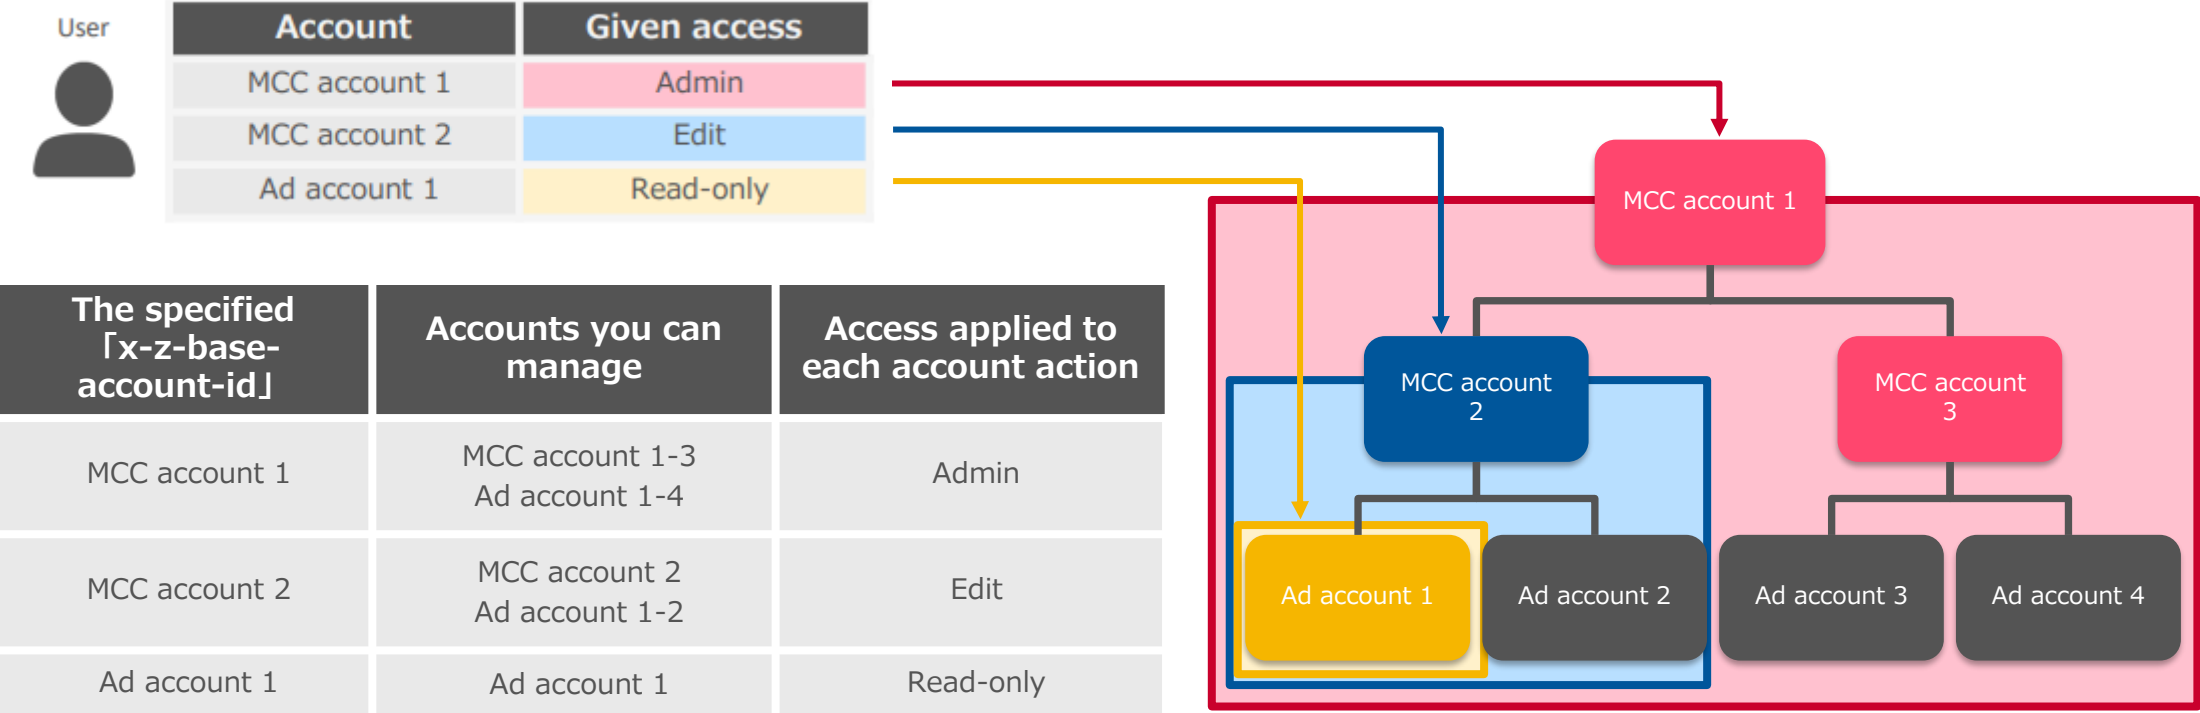 User
Account
Given access
MCC account 1
Admin
MCC account 2
Edit
Ad account 1
Read-only
The specified
「x-z-base-
account-id」
Accounts you can
manage
Access applied to
each account action
MCC account 1
MCC account 1-3
Ad account 1-4
Admin
MCC account 2
MCC account 2
Ad account 1-2
Edit
Ad account 1
Ad account 1
Read-only
MCC account 1
MCC account
2
MCC account
3
Ad account 1
Ad account 2
Ad account 3
Ad account 4